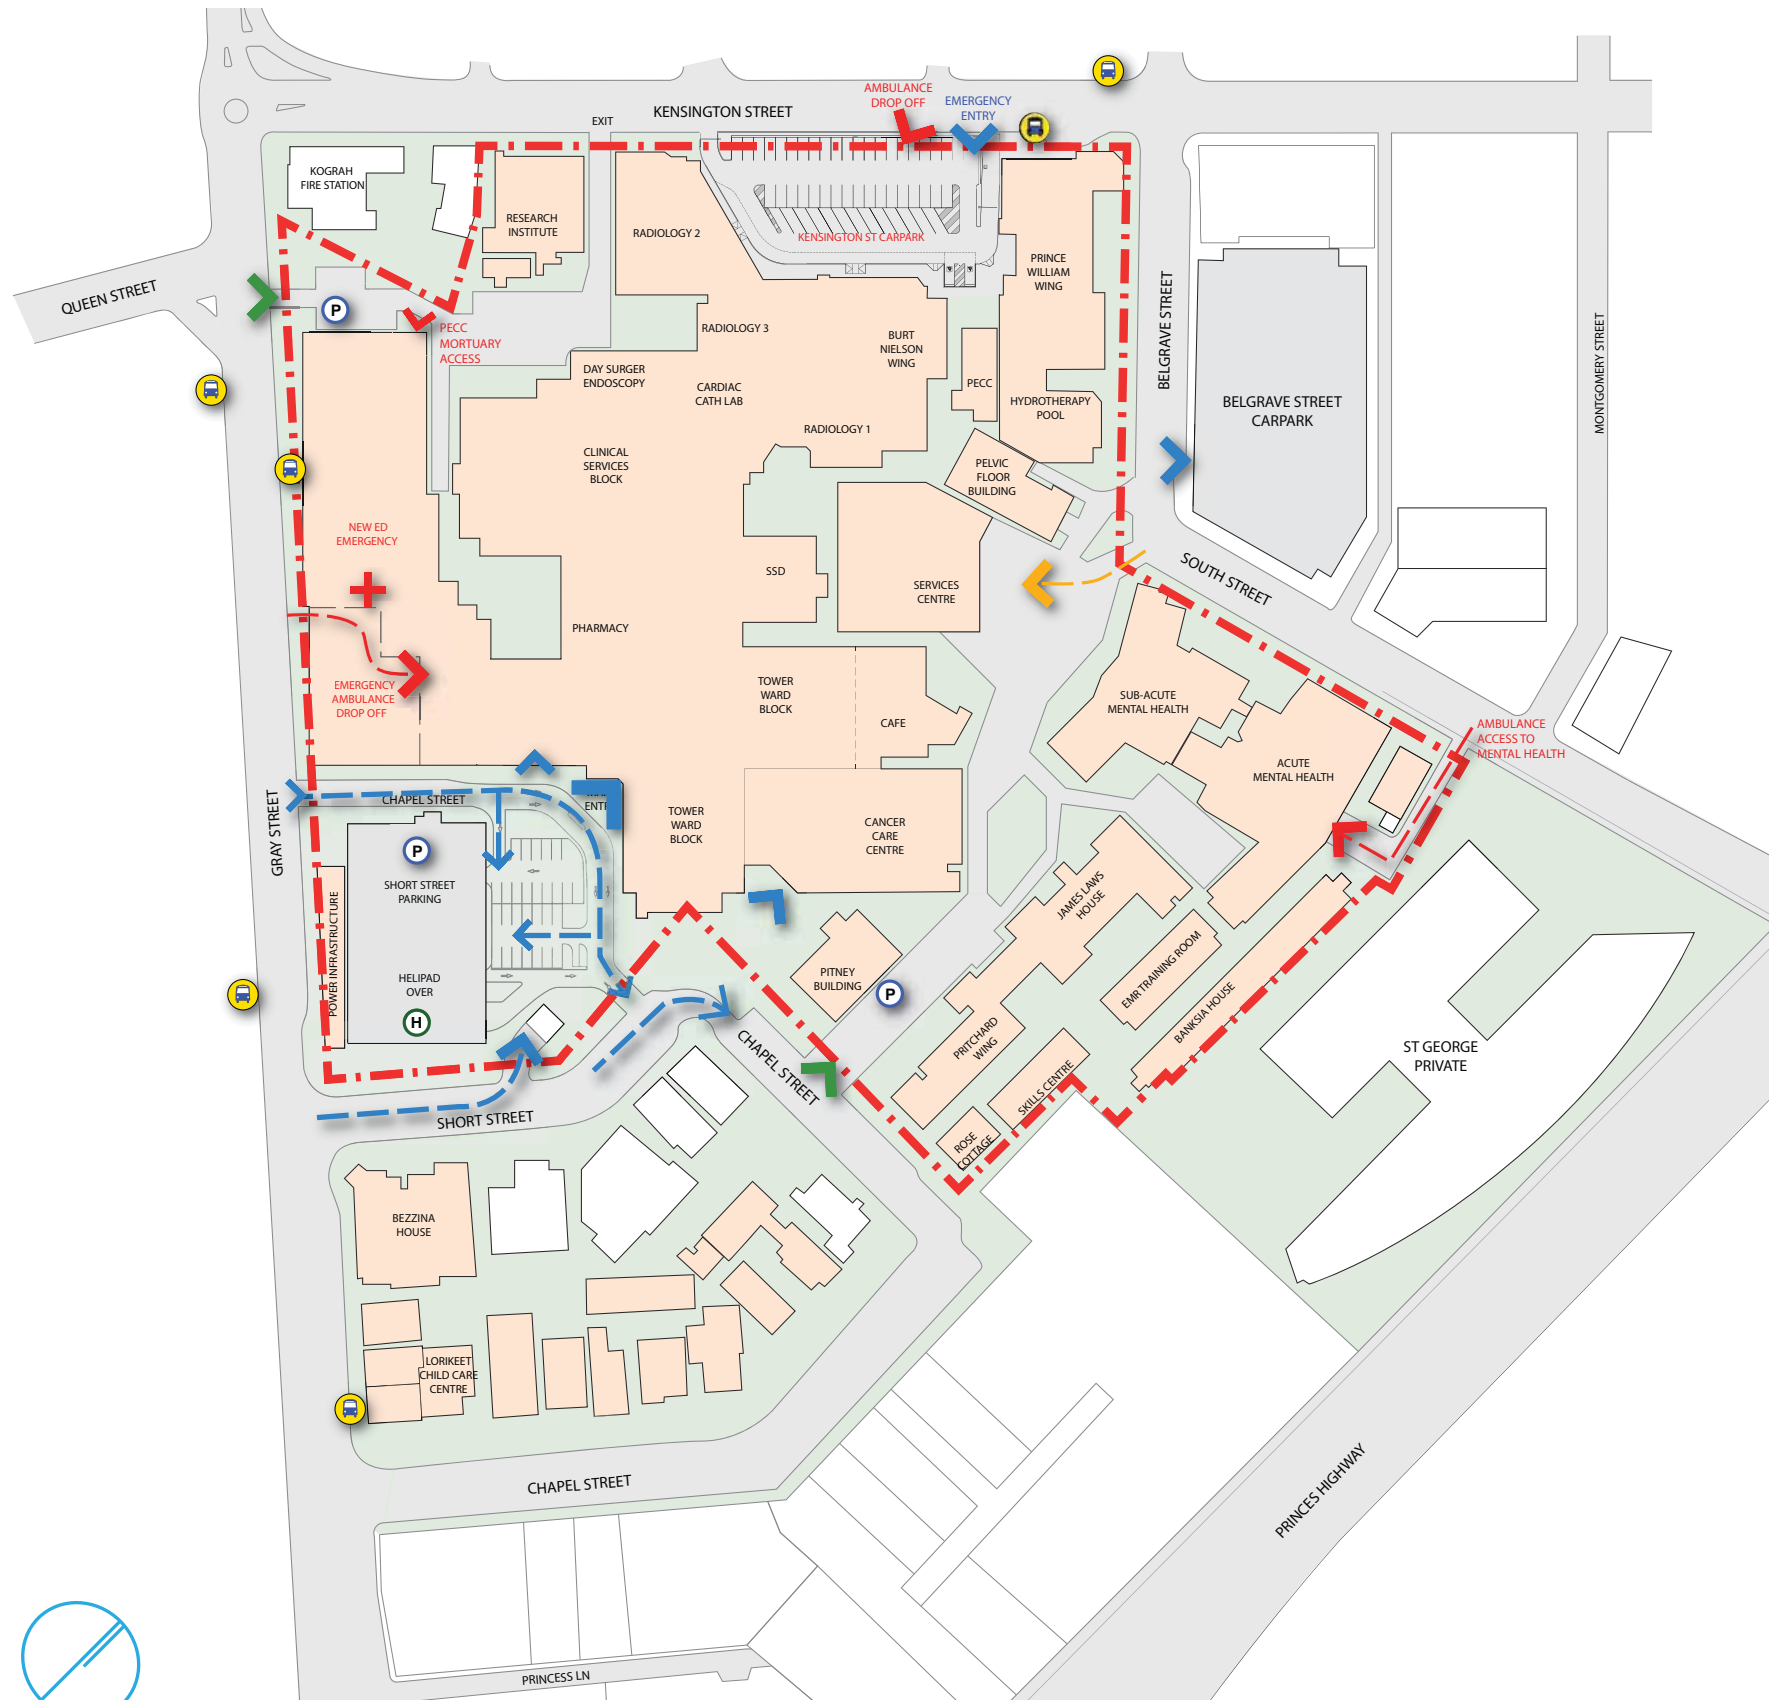 AMBULANCE
DROP OFF
EMERGENCY
ENTRY
KENSINGTON STREET
EXIT
KOGRAH
FIRE STATION
RESEARCH
INSTITUTE
RADIOLOGY 2
KENSINGTON ST CARPARK
PRINCE
WILLIAM
WING
QUEEN STREET
P
PECC
MORTUARY
ACCESS
RADIOLOGY 3
BURT
NIELSON
WING
BELGRAVE STREET
MONTGOMERY STREET
DAY SURGER
ENDOSCOPY
CARDIAC
CATH LAB
PECC
HYDROTHERAPY
POOL
BELGRAVE STREET
CARPARK
RADIOLOGY 1
CLINICAL
SERVICES
BLOCK
PELVIC
FLOOR
BUILDING
NEW ED
EMERGENCY
SSD
SERVICES
CENTRE
SOUTH STREET
PHARMACY
EMERGENCY
AMBULANCE
DROP OFF
TOWER
WARD
BLOCK
CAFE
SUB-ACUTE
MENTAL HEALTH
AMBULANCE
ACCESS TO
MENTAL HEALTH
ACUTE
MENTAL HEALTH
GRAY STREET
CHAPEL STREET
TOWER
WARD
BLOCK
CANCER
CARE
CENTRE
P
SHORT STREET
PARKING
POWER INFRASTRUCTURE
HELIPAD
OVER
H
JAMES LAWS
HOUSE
PITNEY
BUILDING
P
EMR TRAINING ROOM
BANKSIA HOUSE
PRITCHARD
WING
SKILLS CENTRE
ROSE
COTTAGE
ST GEORGE
PRIVATE
CHAPEL STREET
SHORT STREET
BEZZINA
HOUSE
LORIKEET
CHILD CARE
CENTRE
CHAPEL STREET
PRINCES HIGHWAY
PRINCESS LN